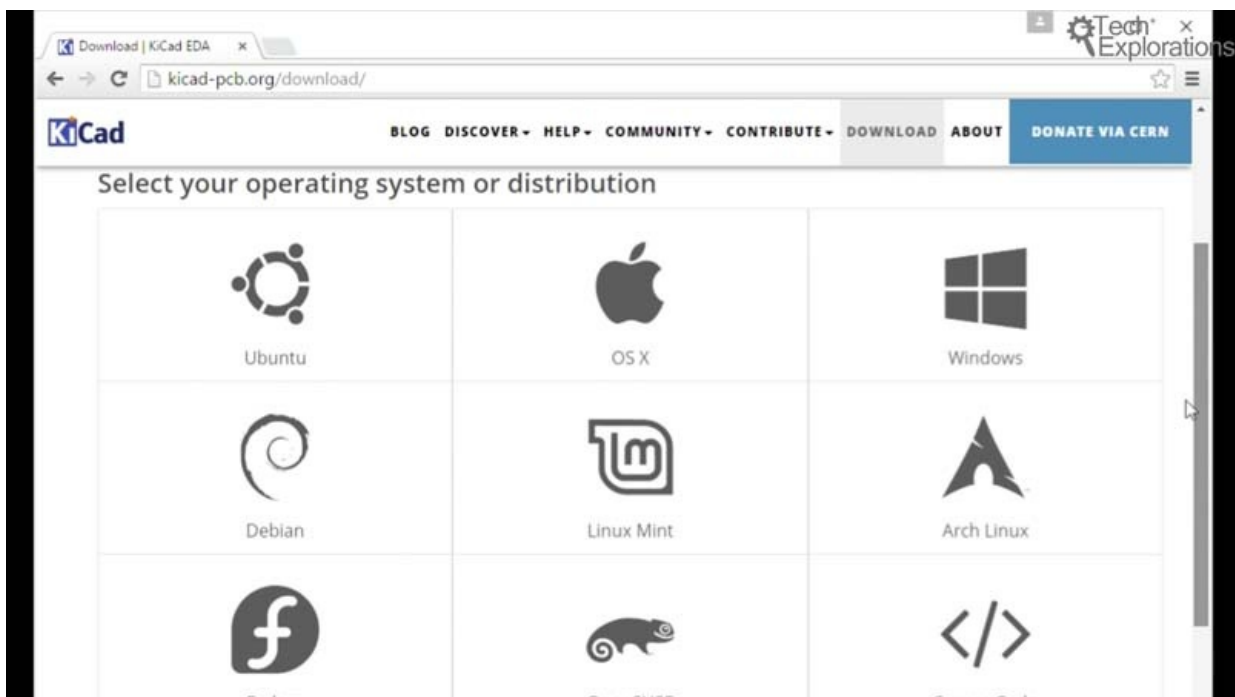 Download | KiCad EDA
Tech
Explorations
kicad-pcb.org/download/
KiCad
BLOG DISCOVER HELP COMMUNITY CONTRIBUTE DOWNLOAD ABOUT DONATE VIA CERN
Select your operating system or distribution
Ubuntu OS X Windows
Debian Linux Mint Arch Linux